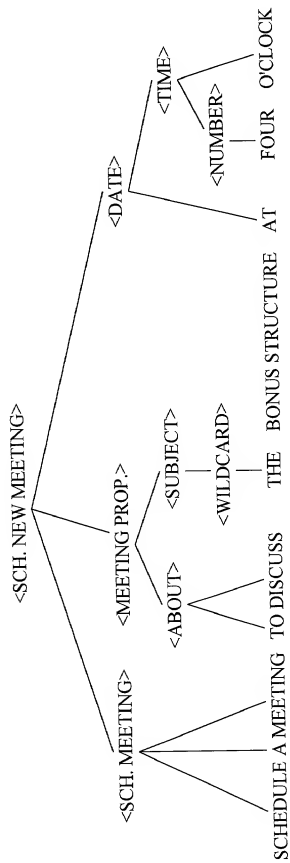 <SCH. NEW MEETING>
<SCH. MEETING> <MEETING PROP.> <DATE>
<ABOUT> <SUBJECT> <TIME>
<WILDCARD> <NUMBER>
SCHEDULE A MEETING TO DISCUSS THE BONUS STRUCTURE AT FOUR O'CLOCK